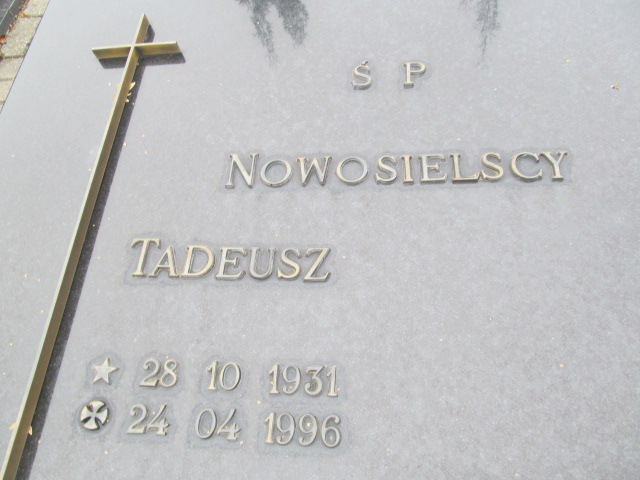 Ś P
NOWOSIELSCY
TADEUSZ
28 10 1931
24 04 1996